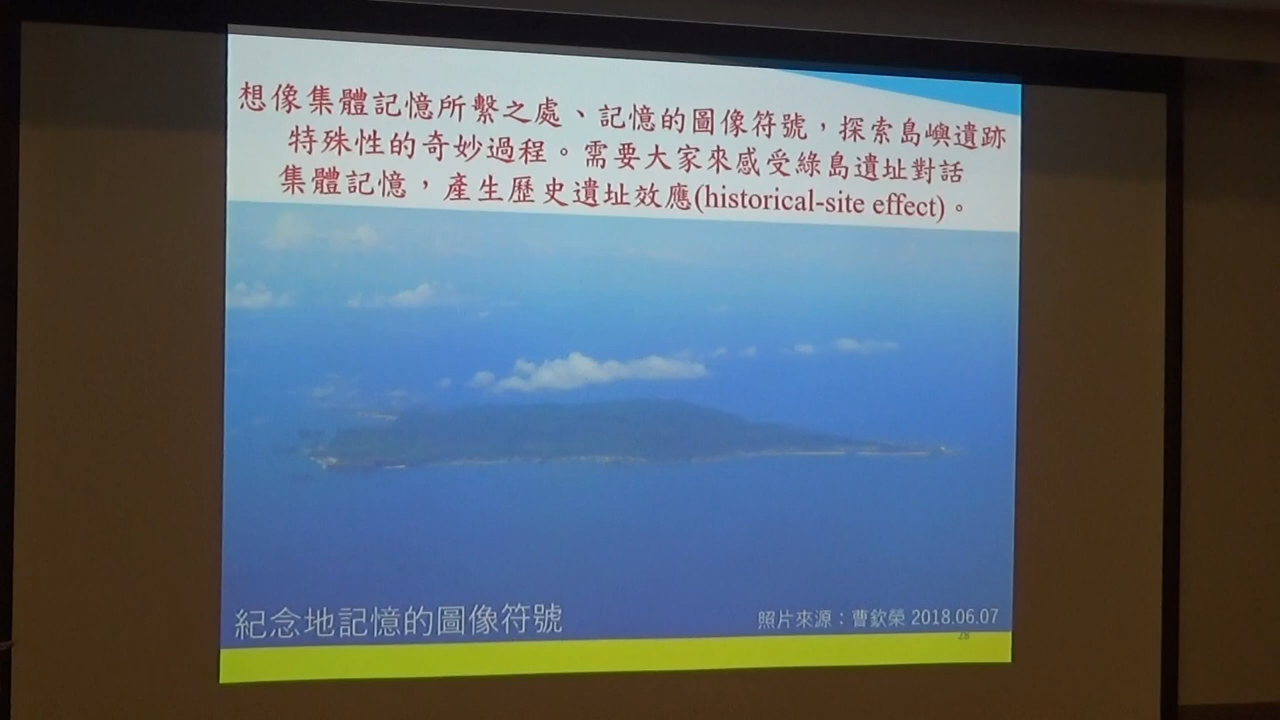 想像集體記憶所繫之處、記憶的圖像符號，探索島嶼遺跡
特殊性的奇妙過程。需要大家來感受綠島遺址對話
集體記憶，產生歷史遺址效應(historical-site effect)。
紀念地記憶的圖像符號
照片來源：曹欽榮 2018.06.07
28